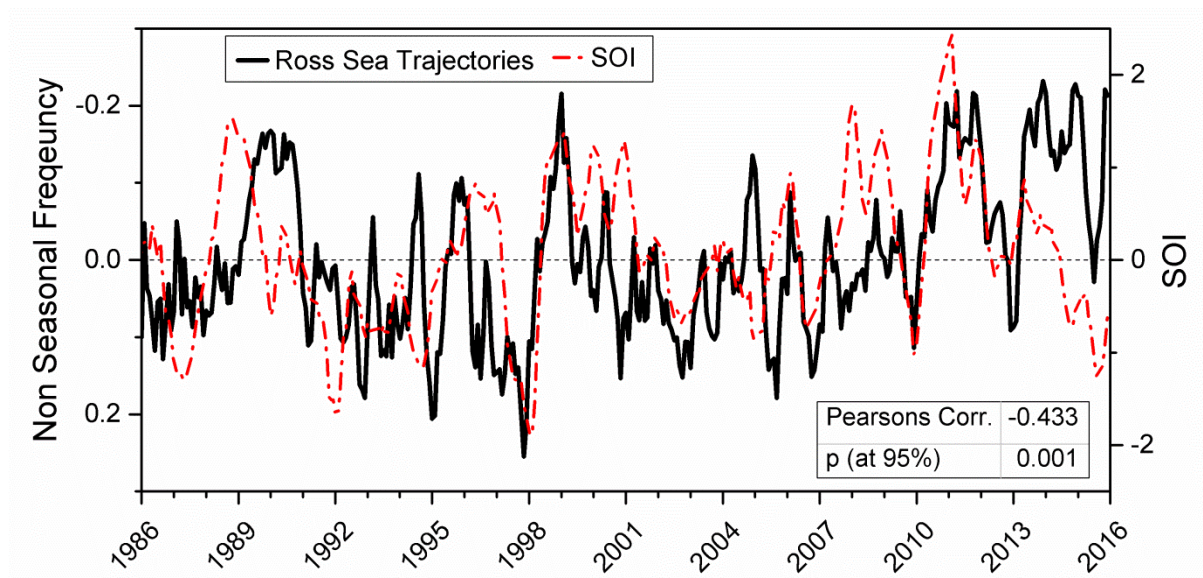 Ross Sea Trajectories SOI
Non Seasonal Freqeuncy
-0.2
0.0
0.2
2
0
-2
SOI
Pearsons Corr. -0.433
p (at 95%) 0.001
1986 1989 1992 1995 1998 2001 2004 2007 2010 2013 2016